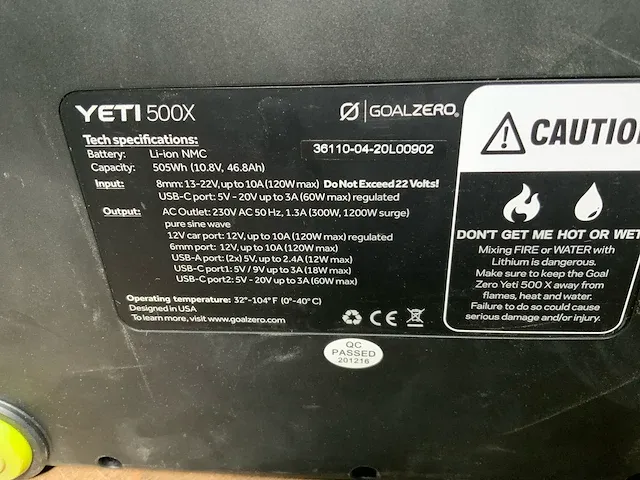 YETI 500X
GOALZERO®
Tech specifications:
36110-04-20L00902
Battery: Li-ion NMC
Capacity: 505Wh (10.8V, 46.8Ah)
Input: 8mm: 13-22V, up to 10A (120W max) Do Not Exceed 22 Volts!
USB-C port: 5V - 20V up to 3A (60W max) regulated
Output: AC Outlet: 230V AC 50 Hz, 1.3A (300W, 1200W surge)
pure sine wave
12V car port: 12V, up to 10A (120W max) regulated
6mm port: 12V, up to 10A (120W max)
USB-A port: (2x) 5V, up to 2.4A (12W max)
USB-C port1: 5V / 9V up to 3A (18W max)
USB-C port2: 5V - 20V up to 3A (60W max)
Operating temperature: 32°-104° F (0°-40° C)
Designed in USA
To learn more, visit www.goalzero.com
CE
CAUTIO
DON'T GET ME HOT OR WET
Mixing FIRE or WATER with
Lithium is dangerous.
Make sure to keep the Goal
Zero Yeti 500 X away from
flames, heat and water.
Failure to do so could cause
serious damage and/or injury.
QC
PASSED
201216